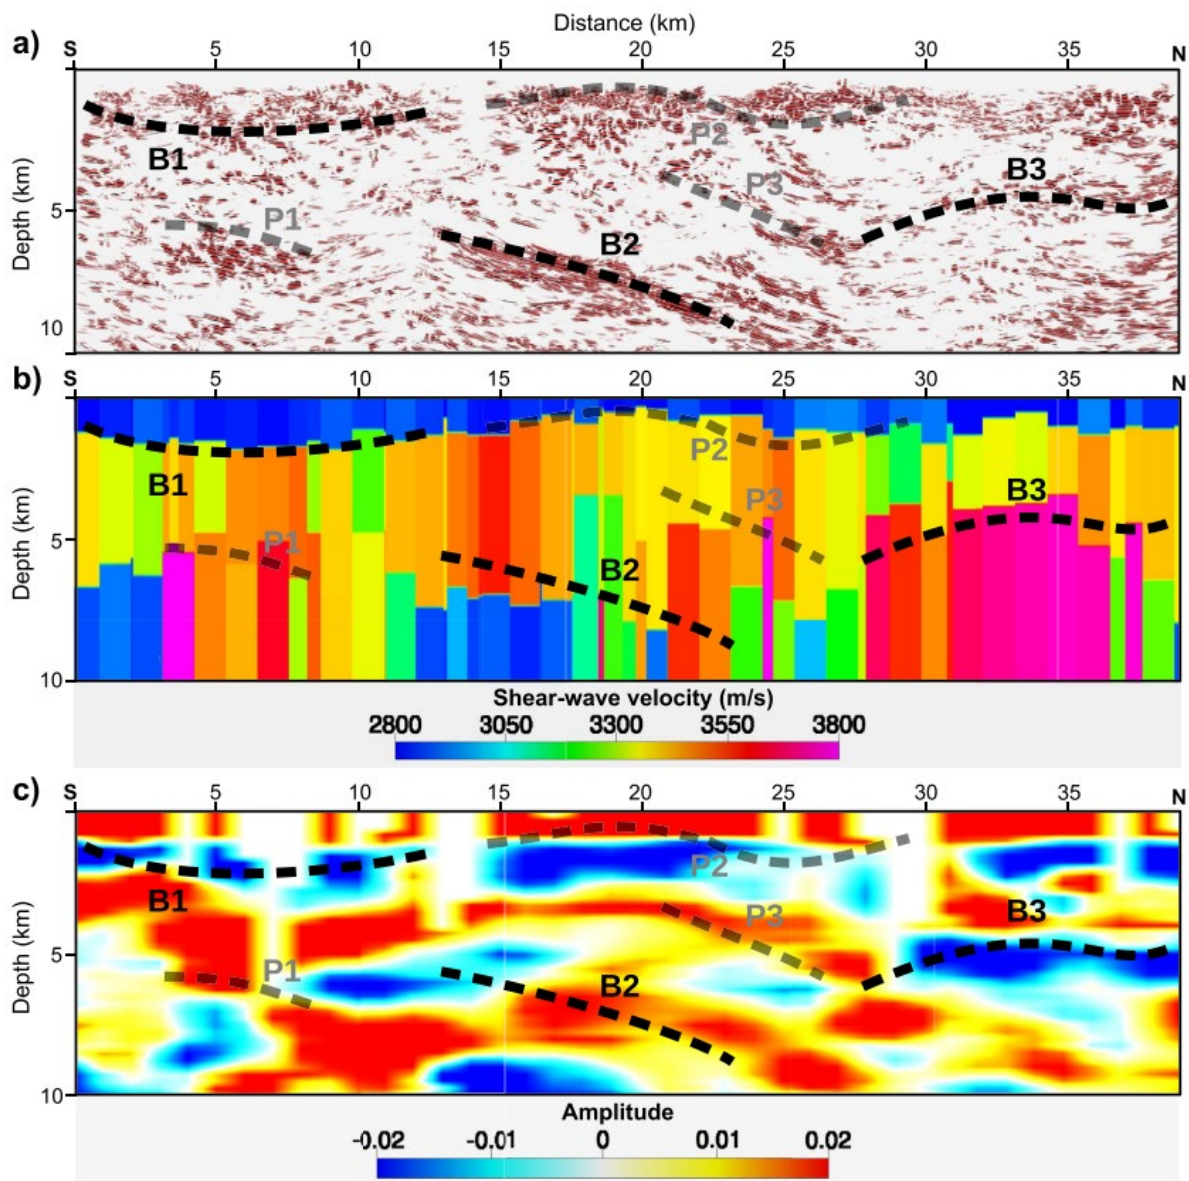 Distance (km)
a)
S 5 10 15 20 25 30 35 N
P2
B1
P3
B3
Depth (km)
5
P1
B2
10
b)
S 5 10 15 20 25 30 35 N
P2
B1
P3
B3
Depth (km)
5
P1
B2
10
Shear-wave velocity (m/s)
2800 3050 3300 3550 3800
c)
S 5 10 15 20 25 30 35 N
P2
B1
P3
B3
Depth (km)
5
P1
B2
10
Amplitude
-0.02 -0.01 0 0.01 0.02